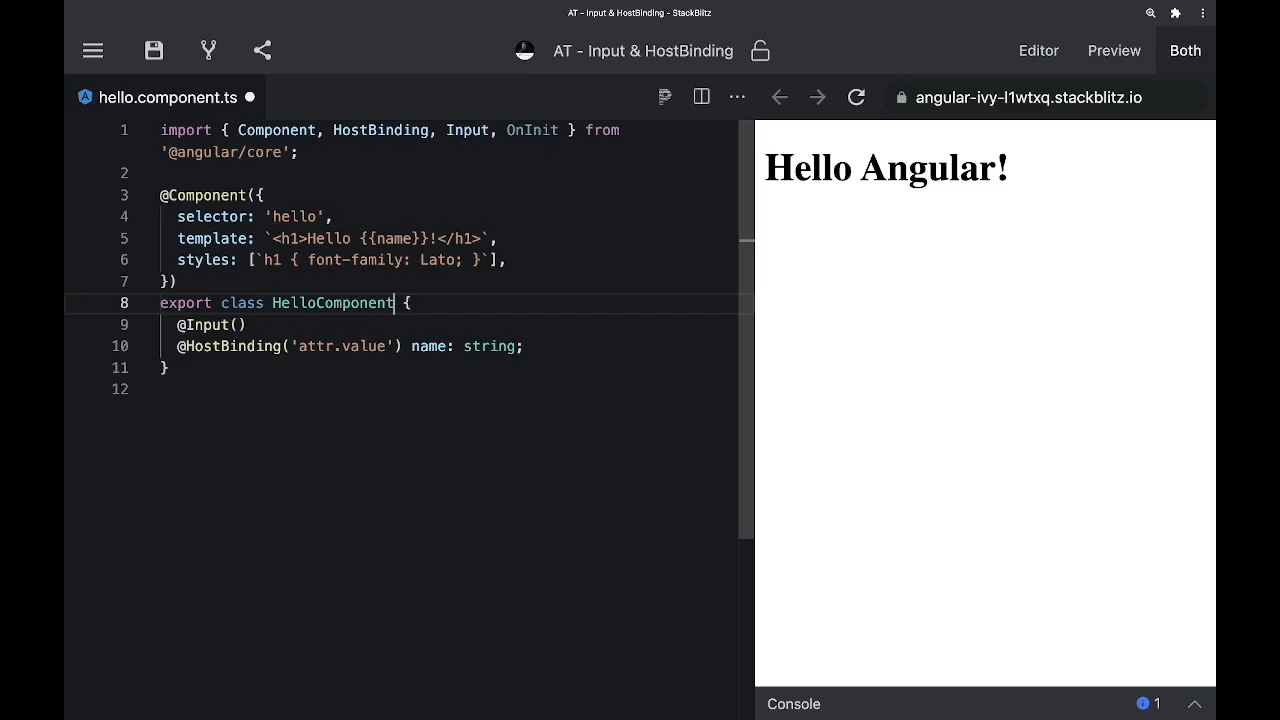 AT - Input & HostBinding - StackBlitz
AT - Input & HostBinding
Editor
Preview
Both
hello.component.ts
angular-ivy-l1wtxq.stackblitz.io
1 import { Component, HostBinding, Input, OnInit } from
'@angular/core';
2
3 @Component({
4 selector: 'hello',
5 template: `<h1>Hello {{name}}!</h1>`,
6 styles: [`h1 { font-family: Lato; }`],
7 })
8 export class HelloComponent {
9 @Input()
10 @HostBinding('attr.value') name: string;
11 }
12
Hello Angular!
Console
1